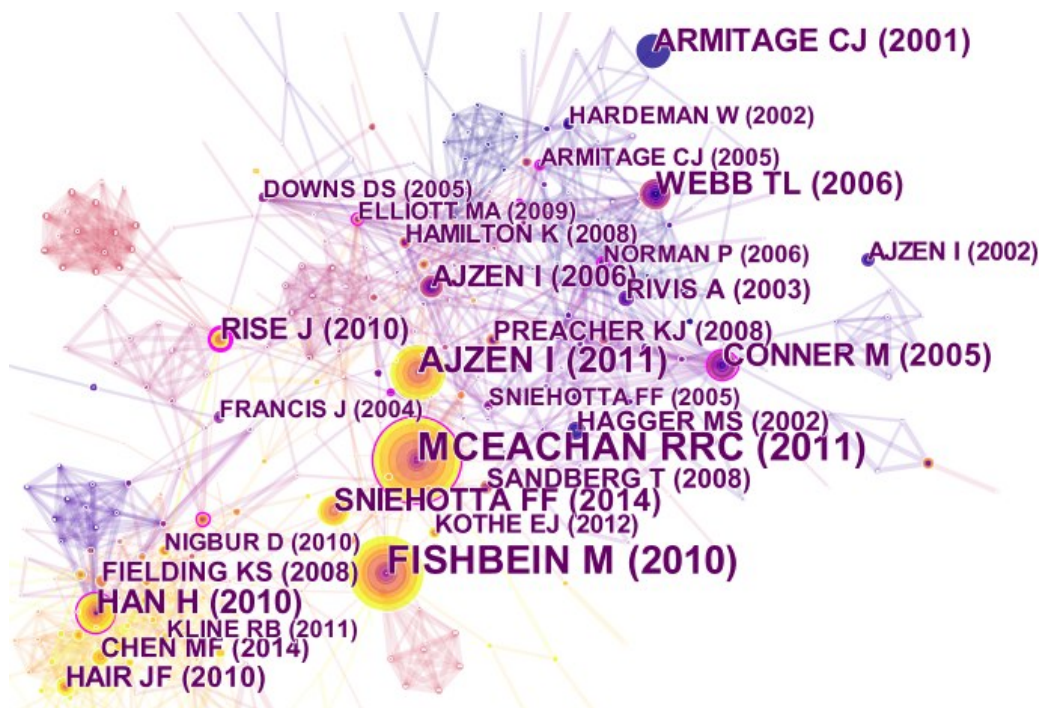 ARMITAGE CJ (2001)
HARDEMAN W (2002)
ARMITAGE CJ (2005)
WEBB TL (2006)
DOWNS DS (2005)
ELLIOTT MA (2009)
HAMILTON K (2008)
NORMAN P (2006)
AJZEN I (2002)
AJZEN I (2006)
RIVIS A (2003)
RISE J (2010)
PREACHER KJ (2008)
AJZEN I (2011)
CONNER M (2005)
SNIEHOTTA FF (2005)
FRANCIS J (2004)
HAGGER MS (2002)
MCEACHAN RRC (2011)
SANDBERG T (2008)
SNIEHOTTA FF (2014)
KOTHE EJ (2012)
NIGBUR D (2010)
FISHBEIN M (2010)
FIELDING KS (2008)
HAN H (2010)
KLINE RB (2011)
CHEN MF (2014)
HAIR JF (2010)